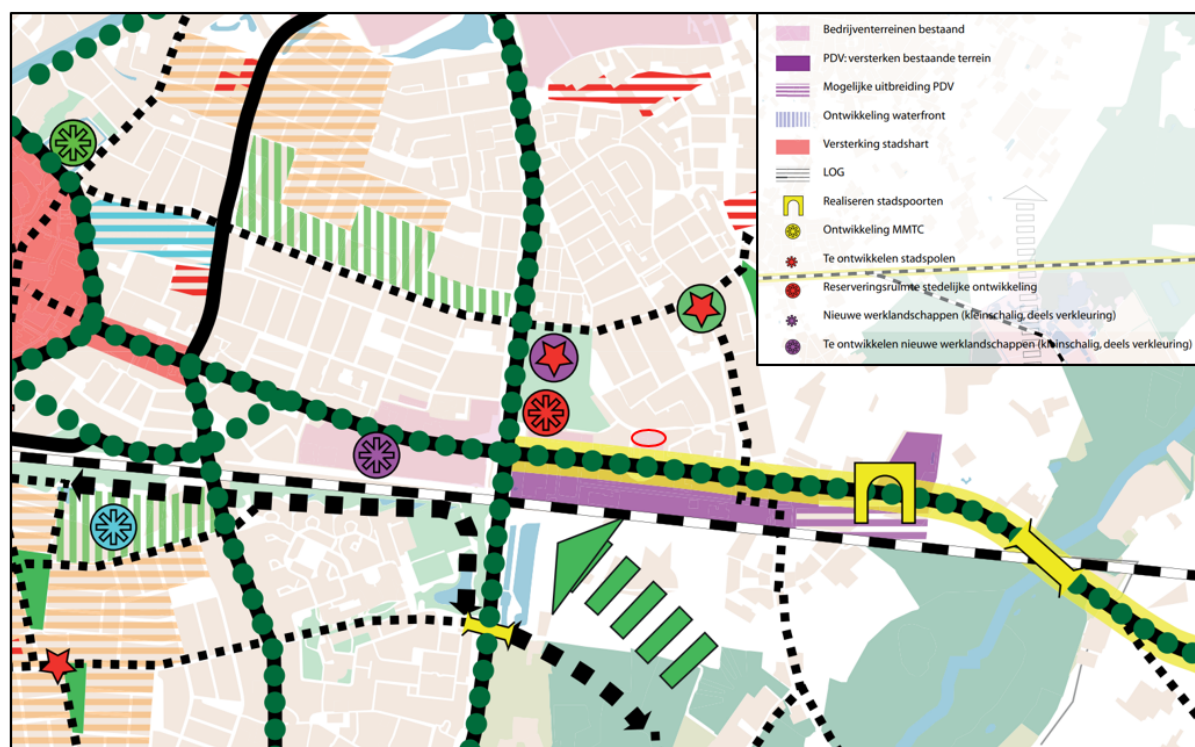 Bedrijventerreinen bestaand
PDV: versterken bestaande terrein
Mogelijke uitbreiding PDV
Ontwikkeling waterfront
Versterking stadshart
LOG
Realiseren stadspoorten
Ontwikkeling MMTC
Te ontwikkelen stadspolen
Reserveringsruimte stedelijke ontwikkeling
Nieuwe werklandschappen (kleinschalig, deels verkleuring)
Te ontwikkelen nieuwe werklandschappen (kleinschalig, deels verkleuring)